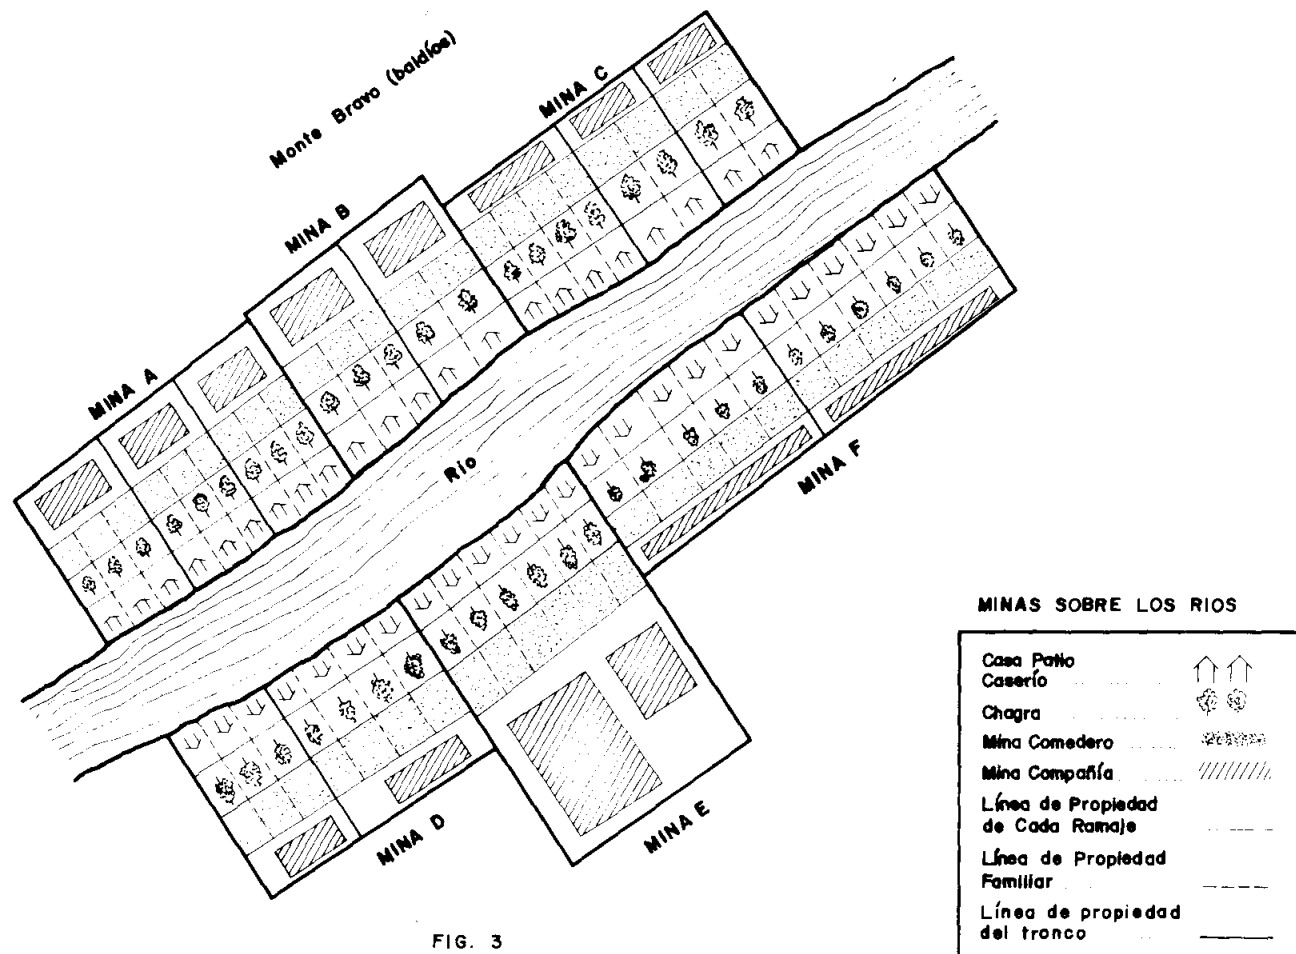 Monte Bravo (baldíos)
MINA C
MINA B
MINA A
Río
MINA F
MINA E
MINA D
MINAS SOBRE LOS RIOS
Casa Patio
Caserío
Chagra
Mina Comedero
Mina Compañía
Línea de Propiedad
de Cada Ramaje
Línea de Propiedad
Familiar
Línea de propiedad
del tronco
FIG. 3